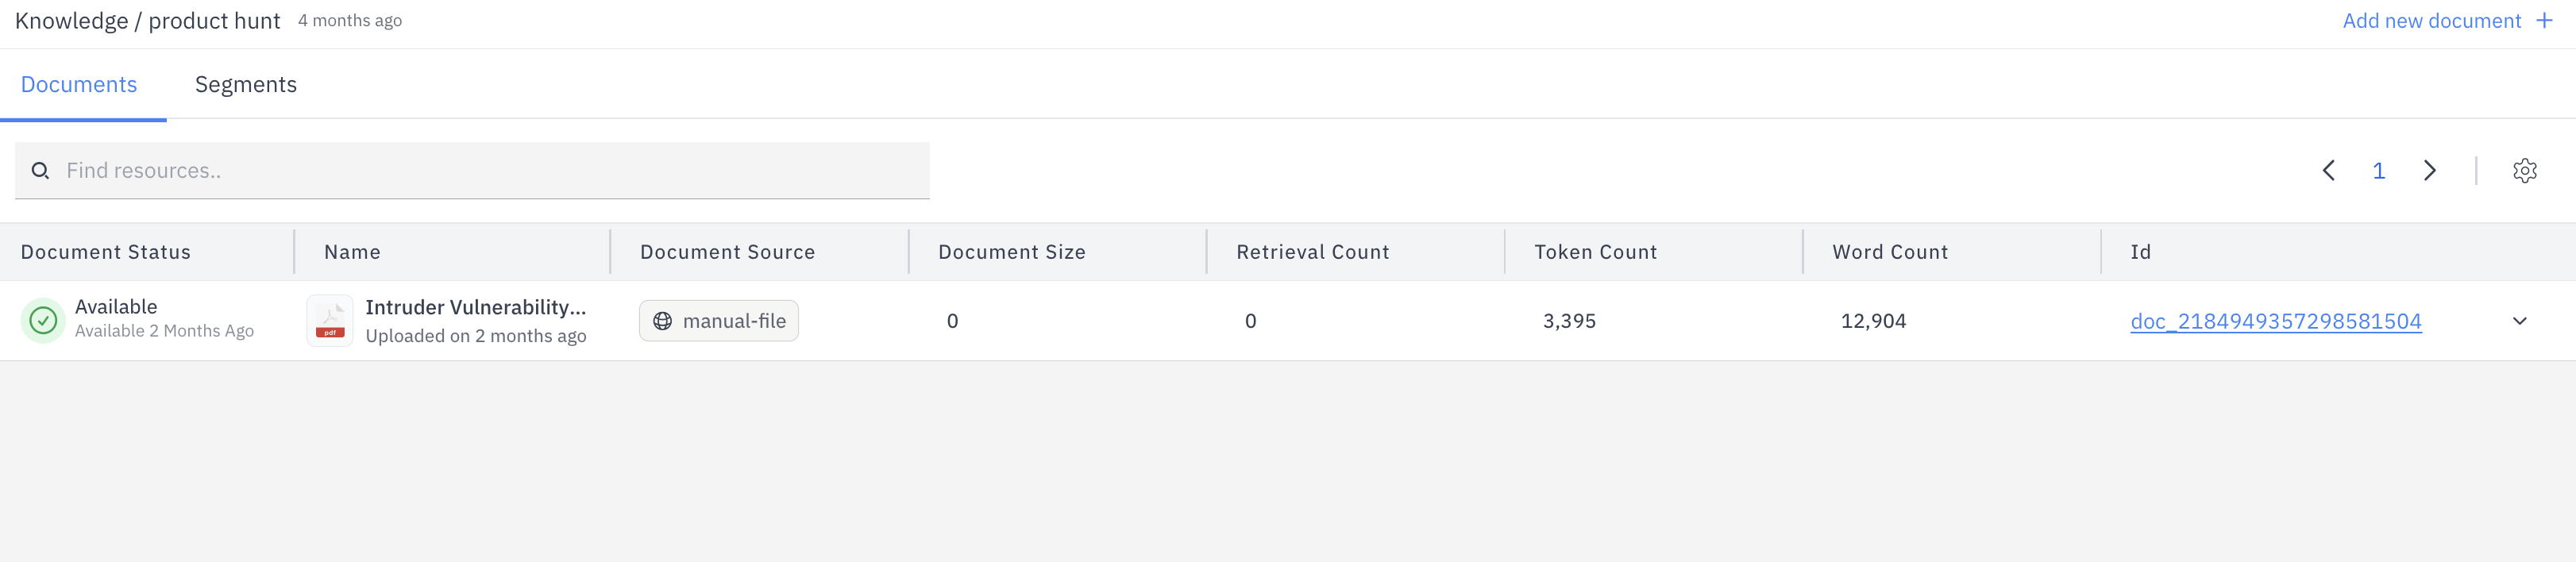 Knowledge / product hunt 4 months ago Add new document +
Documents Segments
Find resources.. 1
Document Status Name Document Source Document Size Retrieval Count Token Count Word Count Id
Available Intruder Vulnerability... manual-file 0 0 3,395 12,904 doc_2184949357298581504
Available 2 Months Ago pdf Uploaded on 2 months ago